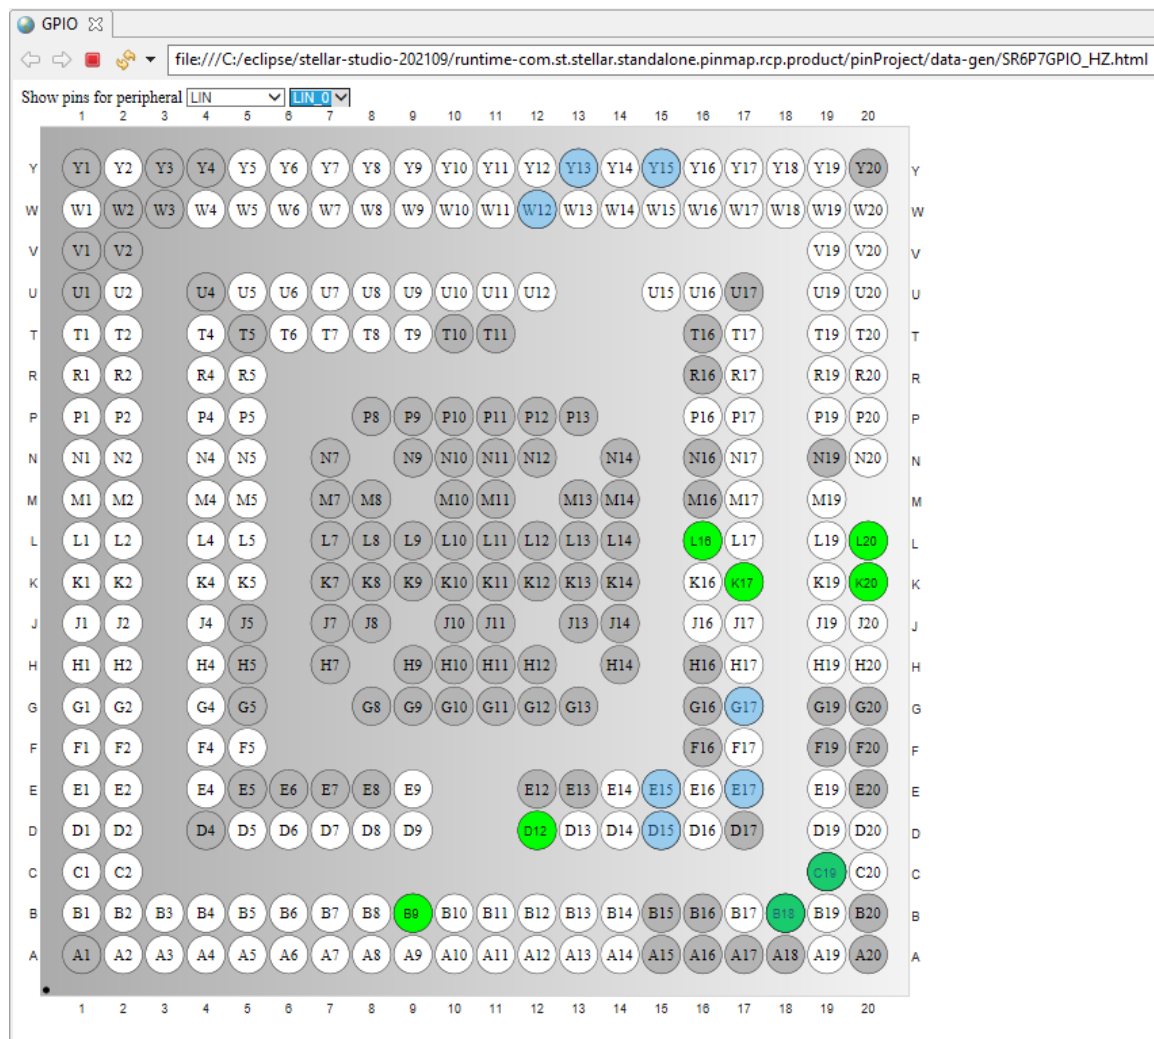 GPIO
file:///C:/eclipse/stellar-studio-202109/runtime-com.st.stellar.standalone.pinmap.rcp.product/pinProject/data-gen/SR6P7GPIO_HZ.html
Show pins for peripheral LIN LIN_0
1 2 3 4 5 6 7 8 9 10 11 12 13 14 15 16 17 18 19 20
Y Y1 Y2 Y3 Y4 Y5 Y6 Y7 Y8 Y9 Y10 Y11 Y12 Y13 Y14 Y15 Y16 Y17 Y18 Y19 Y20 Y
W W1 W2 W3 W4 W5 W6 W7 W8 W9 W10 W11 W12 W13 W14 W15 W16 W17 W18 W19 W20 W
V V1 V2 V19 V20 V
U U1 U2 U4 U5 U6 U7 U8 U9 U10 U11 U12 U15 U16 U17 U19 U20 U
T T1 T2 T4 T5 T6 T7 T8 T9 T10 T11 T16 T17 T19 T20 T
R R1 R2 R4 R5 R16 R17 R19 R20 R
P P1 P2 P4 P5 P8 P9 P10 P11 P12 P13 P16 P17 P19 P20 P
N N1 N2 N4 N5 N7 N9 N10 N11 N12 N14 N16 N17 N19 N20 N
M M1 M2 M4 M5 M7 M8 M10 M11 M13 M14 M16 M17 M19 M
L L1 L2 L4 L5 L7 L8 L9 L10 L11 L12 L13 L14 L16 L17 L19 L20 L
K K1 K2 K4 K5 K7 K8 K9 K10 K11 K12 K13 K14 K16 K17 K19 K20 K
J J1 J2 J4 J5 J7 J8 J10 J11 J13 J14 J16 J17 J19 J20 J
H H1 H2 H4 H5 H7 H9 H10 H11 H12 H14 H16 H17 H19 H20 H
G G1 G2 G4 G5 G8 G9 G10 G11 G12 G13 G16 G17 G19 G20 G
F F1 F2 F4 F5 F16 F17 F19 F20 F
E E1 E2 E4 E5 E6 E7 E8 E9 E12 E13 E14 E15 E16 E17 E19 E20 E
D D1 D2 D4 D5 D6 D7 D8 D9 D12 D13 D14 D15 D16 D17 D19 D20 D
C C1 C2 C19 C20 C
B B1 B2 B3 B4 B5 B6 B7 B8 B9 B10 B11 B12 B13 B14 B15 B16 B17 B18 B19 B20 B
A A1 A2 A3 A4 A5 A6 A7 A8 A9 A10 A11 A12 A13 A14 A15 A16 A17 A18 A19 A20 A
1 2 3 4 5 6 7 8 9 10 11 12 13 14 15 16 17 18 19 20